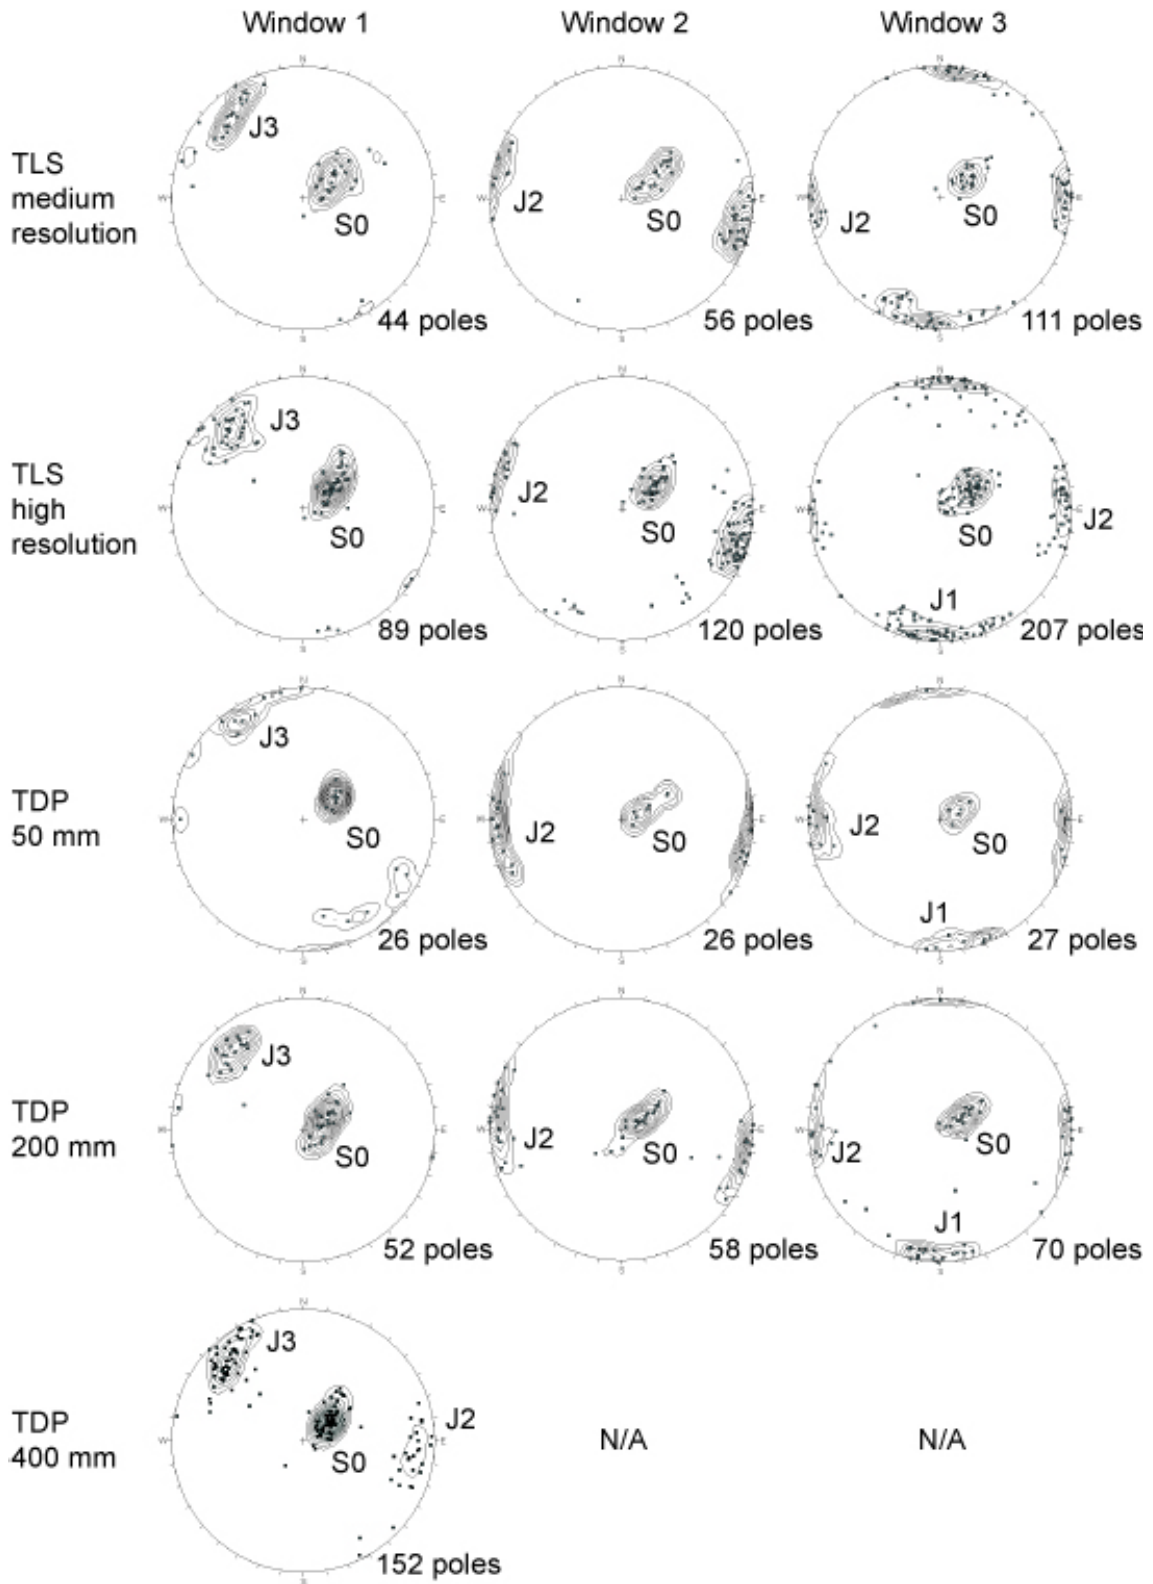 Window 1
Window 2
Window 3
TLS
medium
resolution
N
W
E
S
J3
S0
44 poles
N
W
E
S
J2
S0
56 poles
N
W
E
S
J2
S0
111 poles
TLS
high
resolution
N
W
E
S
J3
S0
89 poles
N
W
E
S
J2
S0
120 poles
N
W
E
S
J2
S0
J1
207 poles
TDP
50 mm
N
W
E
S
J3
S0
26 poles
N
W
E
S
J2
S0
26 poles
N
W
E
S
J2
S0
J1
27 poles
TDP
200 mm
N
W
E
S
J3
S0
52 poles
N
W
E
S
J2
S0
58 poles
N
W
E
S
J2
S0
J1
70 poles
TDP
400 mm
N
W
E
S
J3
J2
S0
152 poles
N/A
N/A